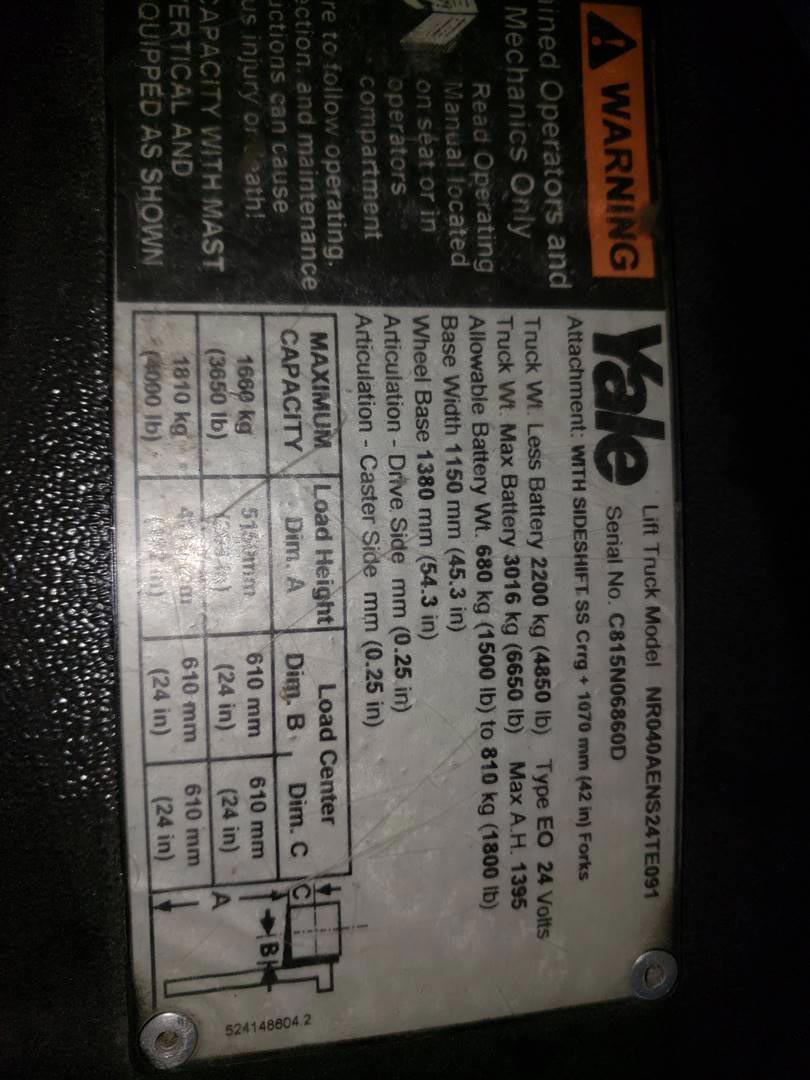 WARNING
ined Operators and
Mechanics Only
Read Operating
Manual located
on seat or in
operators
compartment
re to follow operating,
ection, and maintenance
uctions can cause
us injury or eath!
CAPACITY WITH MAST
VERTICAL AND
QUIPPED AS SHOWN
Yale
Lift Truck Model NR040AENS24TE091
Serial No. C815N06860D
Attachment: WITH SIDESHIFT, SS Crrg + 1070 mm (42 in) Forks
Truck Wt. Less Battery 2200 kg (4850 lb) Type EO 24 Volts
Truck Wt. Max Battery 3016 kg (6650 lb) Max A.H. 1395
Allowable Battery Wt. 680 kg (1500 lb) to 810 kg (1800 lb)
Base Width 1150 mm (45.3 in)
Wheel Base 1380 mm (54.3 in)
Articulation - Drive Side mm (0.25 in)
Articulation - Caster Side mm (0.25 in)
MAXIMUM Load Height Load Center
CAPACITY Dim. A Dim. B Dim. C
1660 kg 610 mm 610 mm
(3650 lb) (24 in) (24 in)
1810 kg 610 mm 610 mm
(4000 lb) (24 in) (24 in)
C
B
A
524148604.2